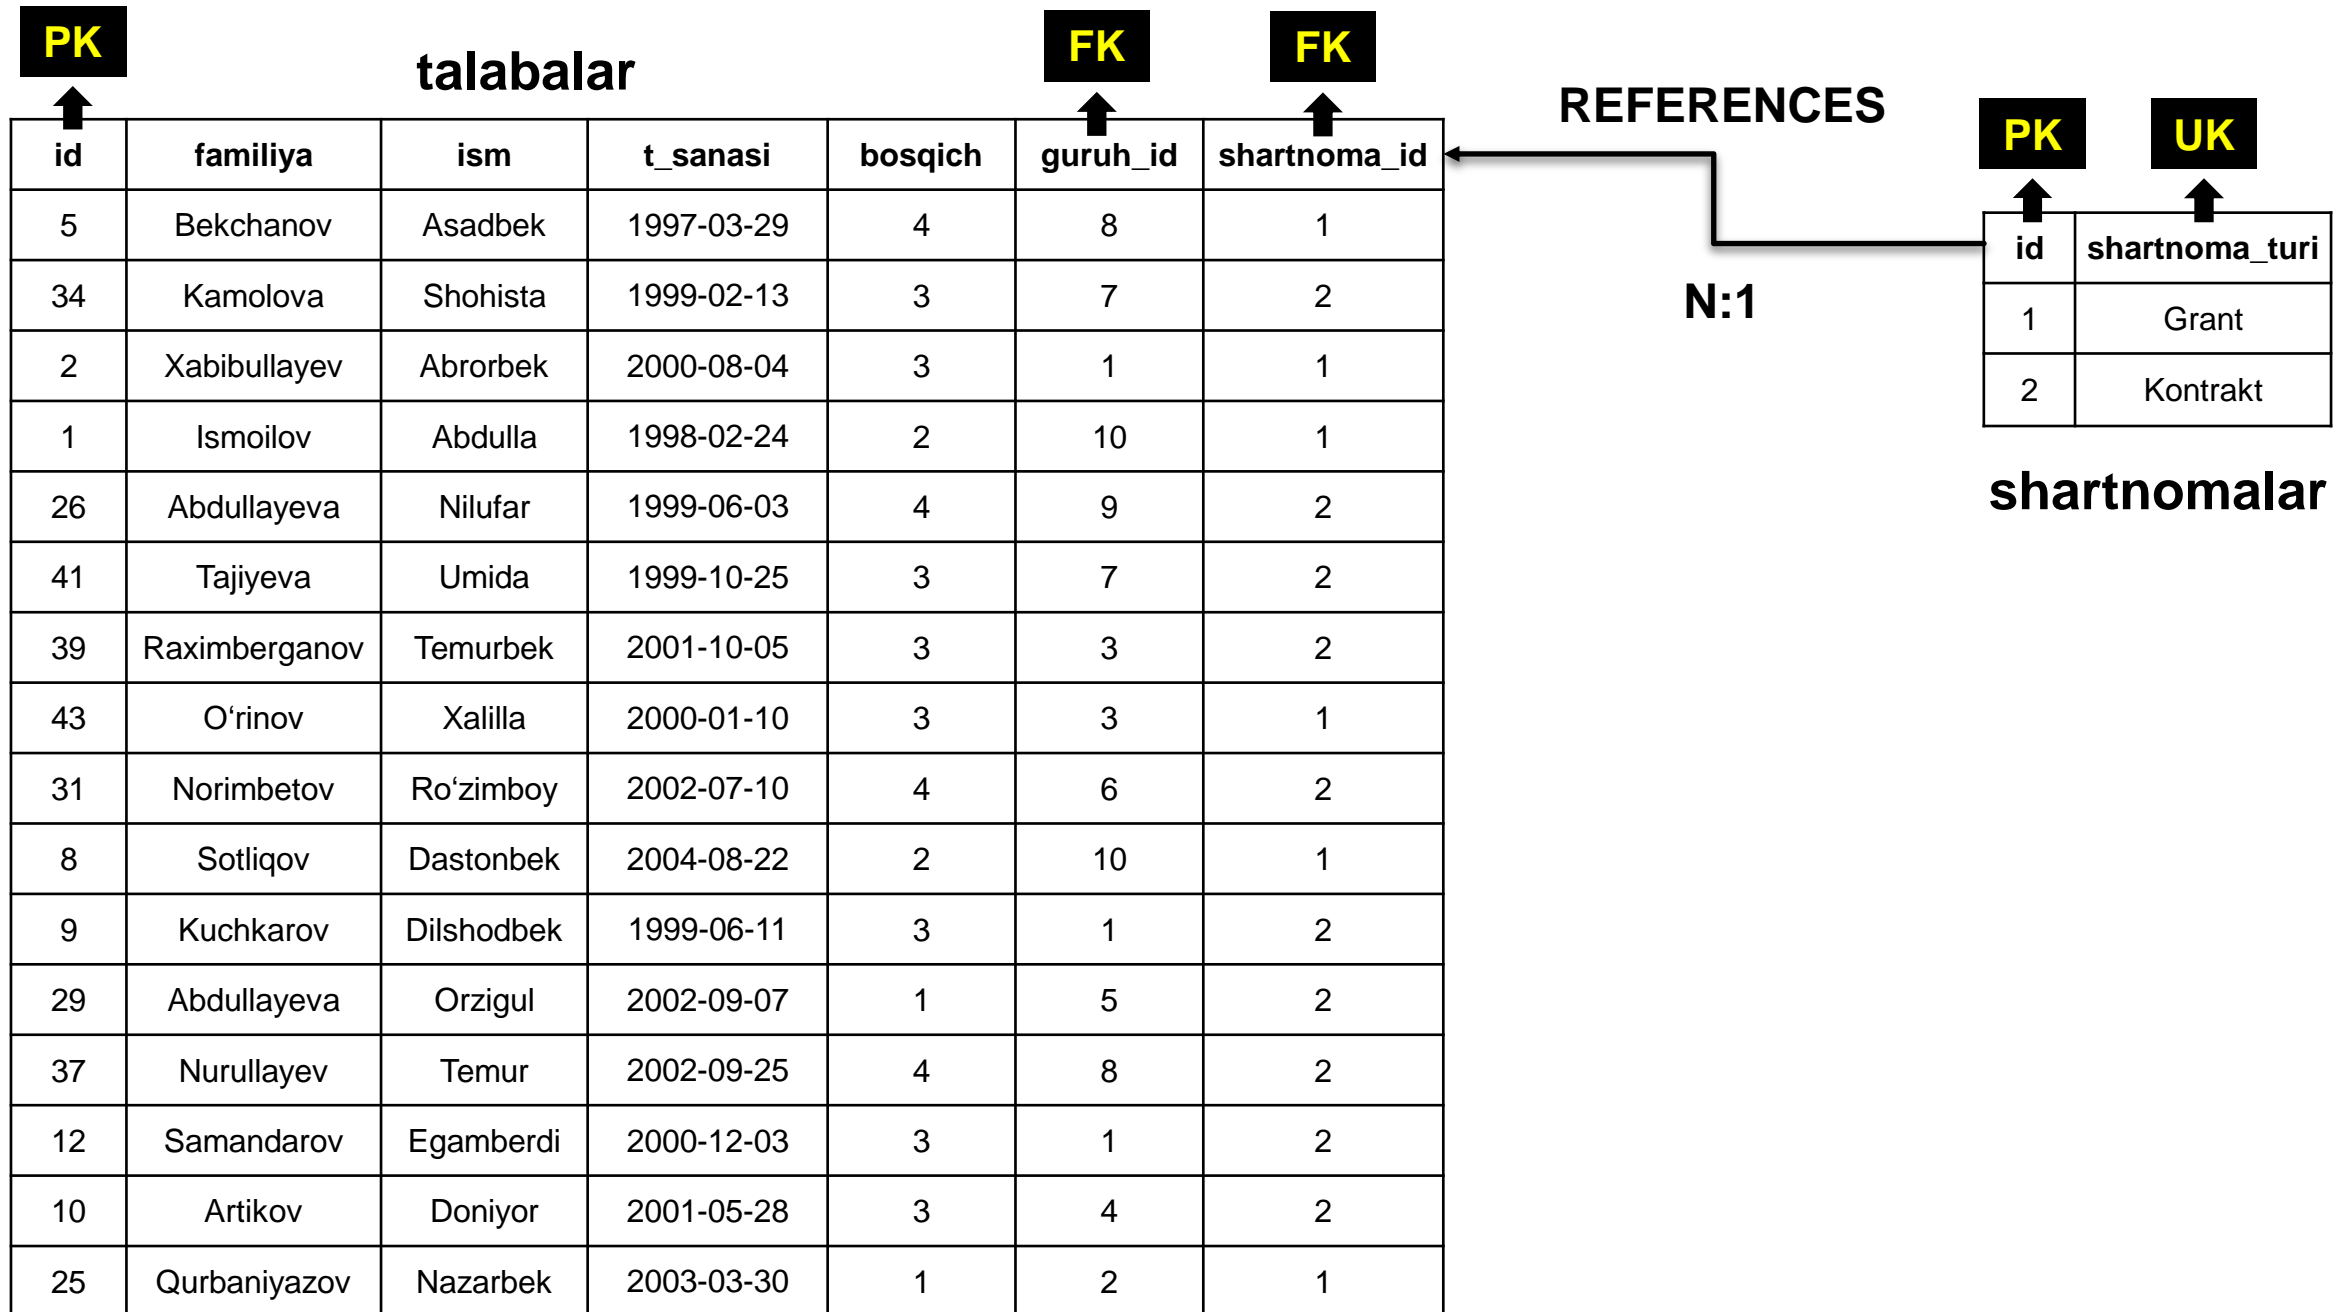 PK
talabalar
FK
FK
REFERENCES
PK
UK
id familiya ism t_sanasi bosqich guruh_id shartnoma_id
5 Bekchanov Asadbek 1997-03-29 4 8 1
34 Kamolova Shohista 1999-02-13 3 7 2
2 Xabibullayev Abrorbek 2000-08-04 3 1 1
1 Ismoilov Abdulla 1998-02-24 2 10 1
26 Abdullayeva Nilufar 1999-06-03 4 9 2
41 Tajiyeva Umida 1999-10-25 3 7 2
39 Raximberganov Temurbek 2001-10-05 3 3 2
43 O‘rinov Xalilla 2000-01-10 3 3 1
31 Norimbetov Ro‘zimboy 2002-07-10 4 6 2
8 Sotliqov Dastonbek 2004-08-22 2 10 1
9 Kuchkarov Dilshodbek 1999-06-11 3 1 2
29 Abdullayeva Orzigul 2002-09-07 1 5 2
37 Nurullayev Temur 2002-09-25 4 8 2
12 Samandarov Egamberdi 2000-12-03 3 1 2
10 Artikov Doniyor 2001-05-28 3 4 2
25 Qurbaniyazov Nazarbek 2003-03-30 1 2 1
N:1
id shartnoma_turi
1 Grant
2 Kontrakt
shartnomalar